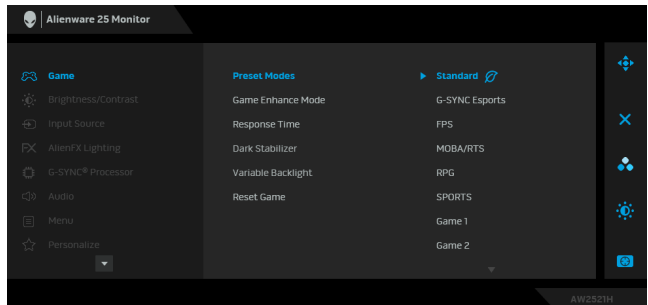 Alienware 25 Monitor
Game
Preset Modes
Standard
Brightness/Contrast
Game Enhance Mode
G-SYNC Esports
Input Source
Response Time
FPS
AlienFX Lighting
Dark Stabilizer
MOBA/RTS
G-SYNC® Processor
Variable Backlight
RPG
Audio
Reset Game
SPORTS
Menu
Game 1
Personalize
Game 2
AW2521H